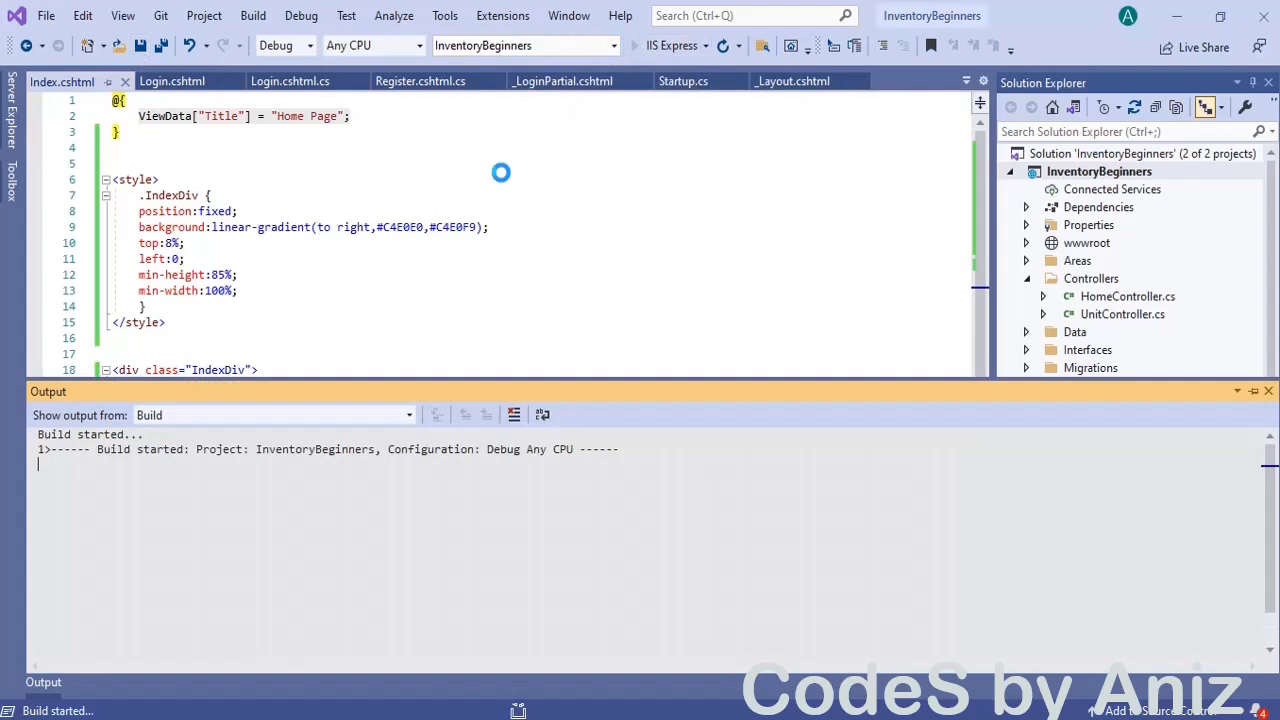 File Edit View Git Project Build Debug Test Analyze Tools Extensions Window Help Search (Ctrl+Q) InventoryBeginners A
Debug Any CPU InventoryBeginners IIS Express Live Share
Index.cshtml Login.cshtml Login.cshtml.cs Register.cshtml.cs _LoginPartial.cshtml Startup.cs _Layout.cshtml
Server Explorer
Toolbox
1 @{
2 ViewData["Title"] = "Home Page";
3 }
4
5
6 <style>
7 .IndexDiv {
8 position:fixed;
9 background:linear-gradient(to right,#C4E0E0,#C4E0F9);
10 top:8%;
11 left:0;
12 min-height:85%;
13 min-width:100%;
14 }
15 </style>
16
17
18 <div class="IndexDiv">
Solution Explorer
Search Solution Explorer (Ctrl+;)
Solution 'InventoryBeginners' (2 of 2 projects)
InventoryBeginners
Connected Services
Dependencies
Properties
wwwroot
Areas
Controllers
C# HomeController.cs
C# UnitController.cs
Data
Interfaces
Migrations
Output
Show output from: Build
Build started...
1>------ Build started: Project: InventoryBeginners, Configuration: Debug Any CPU ------
Output
CodeS by Aniz
Build started...
Add to Source Control
4